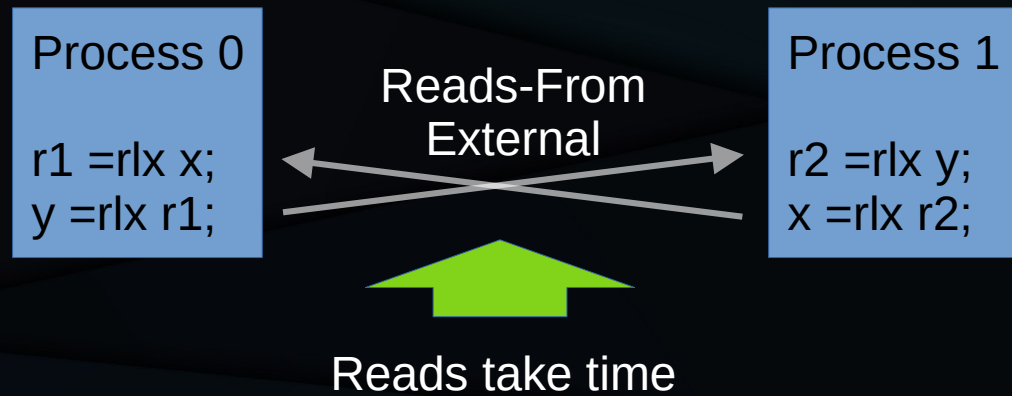 Process 0
r1 =rlx x;
y =rlx r1;
Reads-From
External
Process 1
r2 =rlx y;
x =rlx r2;
Reads take time